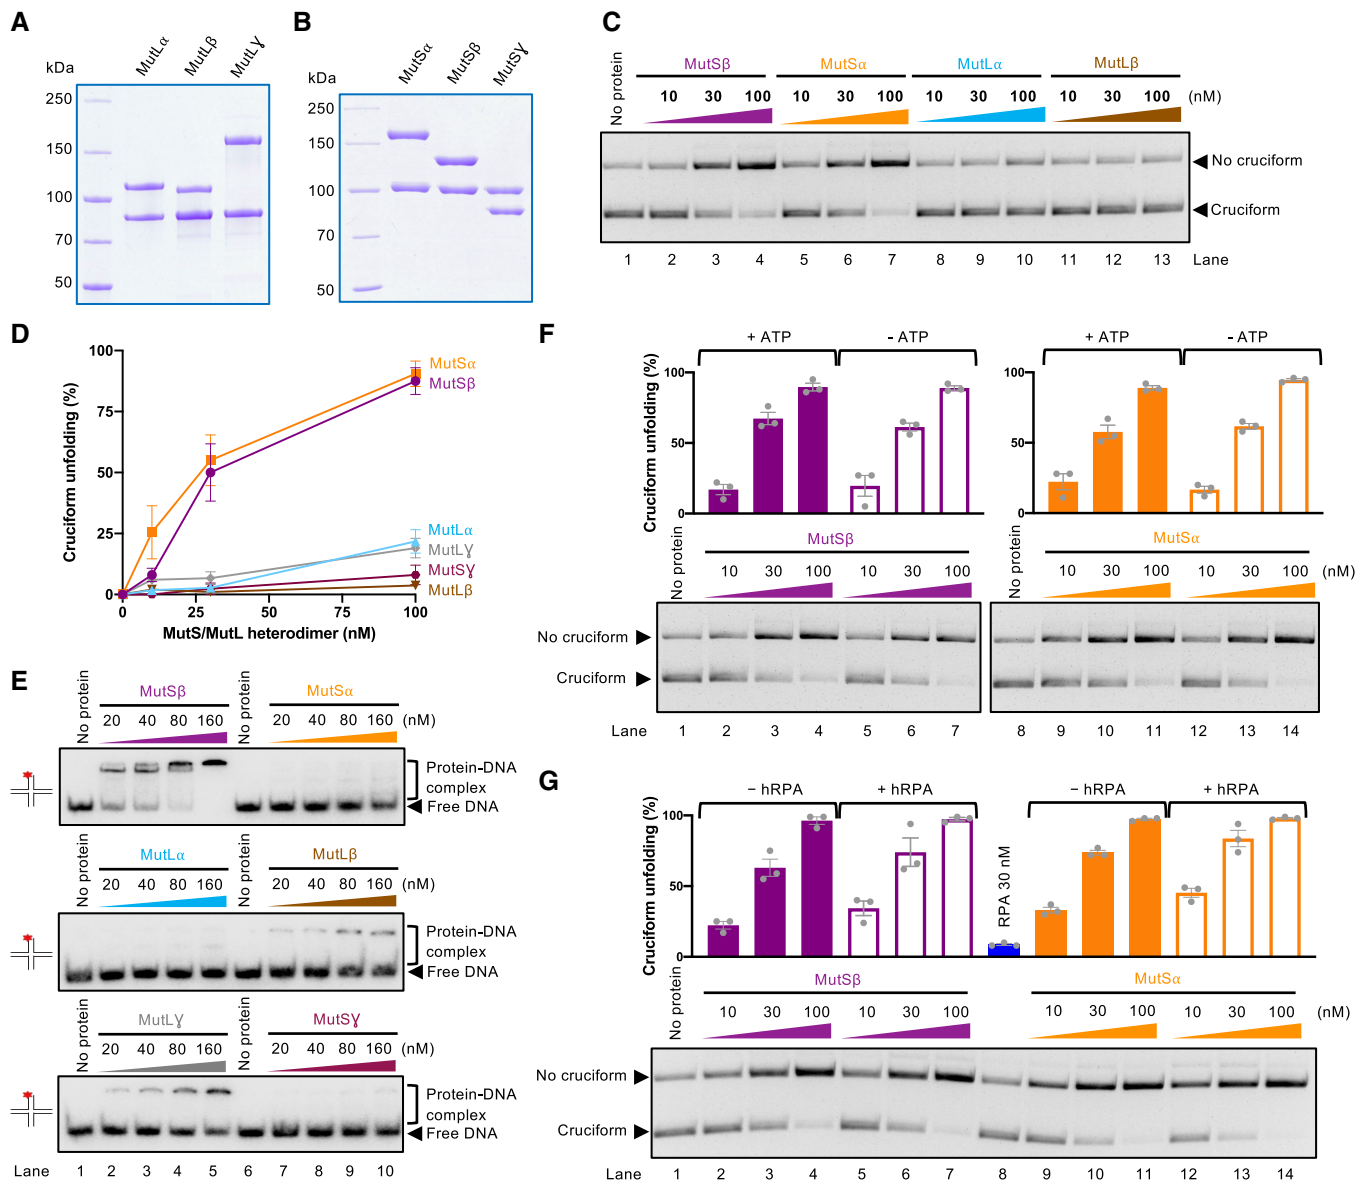 A
MutLα
MutLβ
MutLɣ
kDa
250
150
100
70
50
B
MutSα
MutSβ
MutSɣ
kDa
250
150
100
70
50
C
No protein
MutSβ
MutSα
MutLα
MutLβ
10 30 100 10 30 100 10 30 100 10 30 100 (nM)
No cruciform
Cruciform
1 2 3 4 5 6 7 8 9 10 11 12 13 Lane
D
Cruciform unfolding (%)
100
75
50
25
0
MutSα
MutSβ
MutLα
MutLɣ
MutSɣ
MutLβ
0 25 50 75 100
MutS/MutL heterodimer (nM)
E
No protein
MutSβ
No protein
MutSα
20 40 80 160 20 40 80 160 (nM)
Protein-DNA
complex
Free DNA
No protein
MutLα
No protein
MutLβ
20 40 80 160 20 40 80 160 (nM)
Protein-DNA
complex
Free DNA
No protein
MutLɣ
No protein
MutSɣ
20 40 80 160 20 40 80 160 (nM)
Protein-DNA
complex
Free DNA
Lane 1 2 3 4 5 6 7 8 9 10
F
+ ATP - ATP + ATP - ATP
Cruciform unfolding (%)
100
50
0
100
50
0
No protein
MutSβ
No protein
MutSα
10 30 100 10 30 100 10 30 100 10 30 100 (nM)
No cruciform
Cruciform
Lane 1 2 3 4 5 6 7 8 9 10 11 12 13 14
G
– hRPA + hRPA – hRPA + hRPA
Cruciform unfolding (%)
100
50
0
RPA 30 nM
No protein
MutSβ
MutSα
10 30 100 10 30 100 10 30 100 10 30 100 (nM)
No cruciform
Cruciform
Lane 1 2 3 4 5 6 7 8 9 10 11 12 13 14